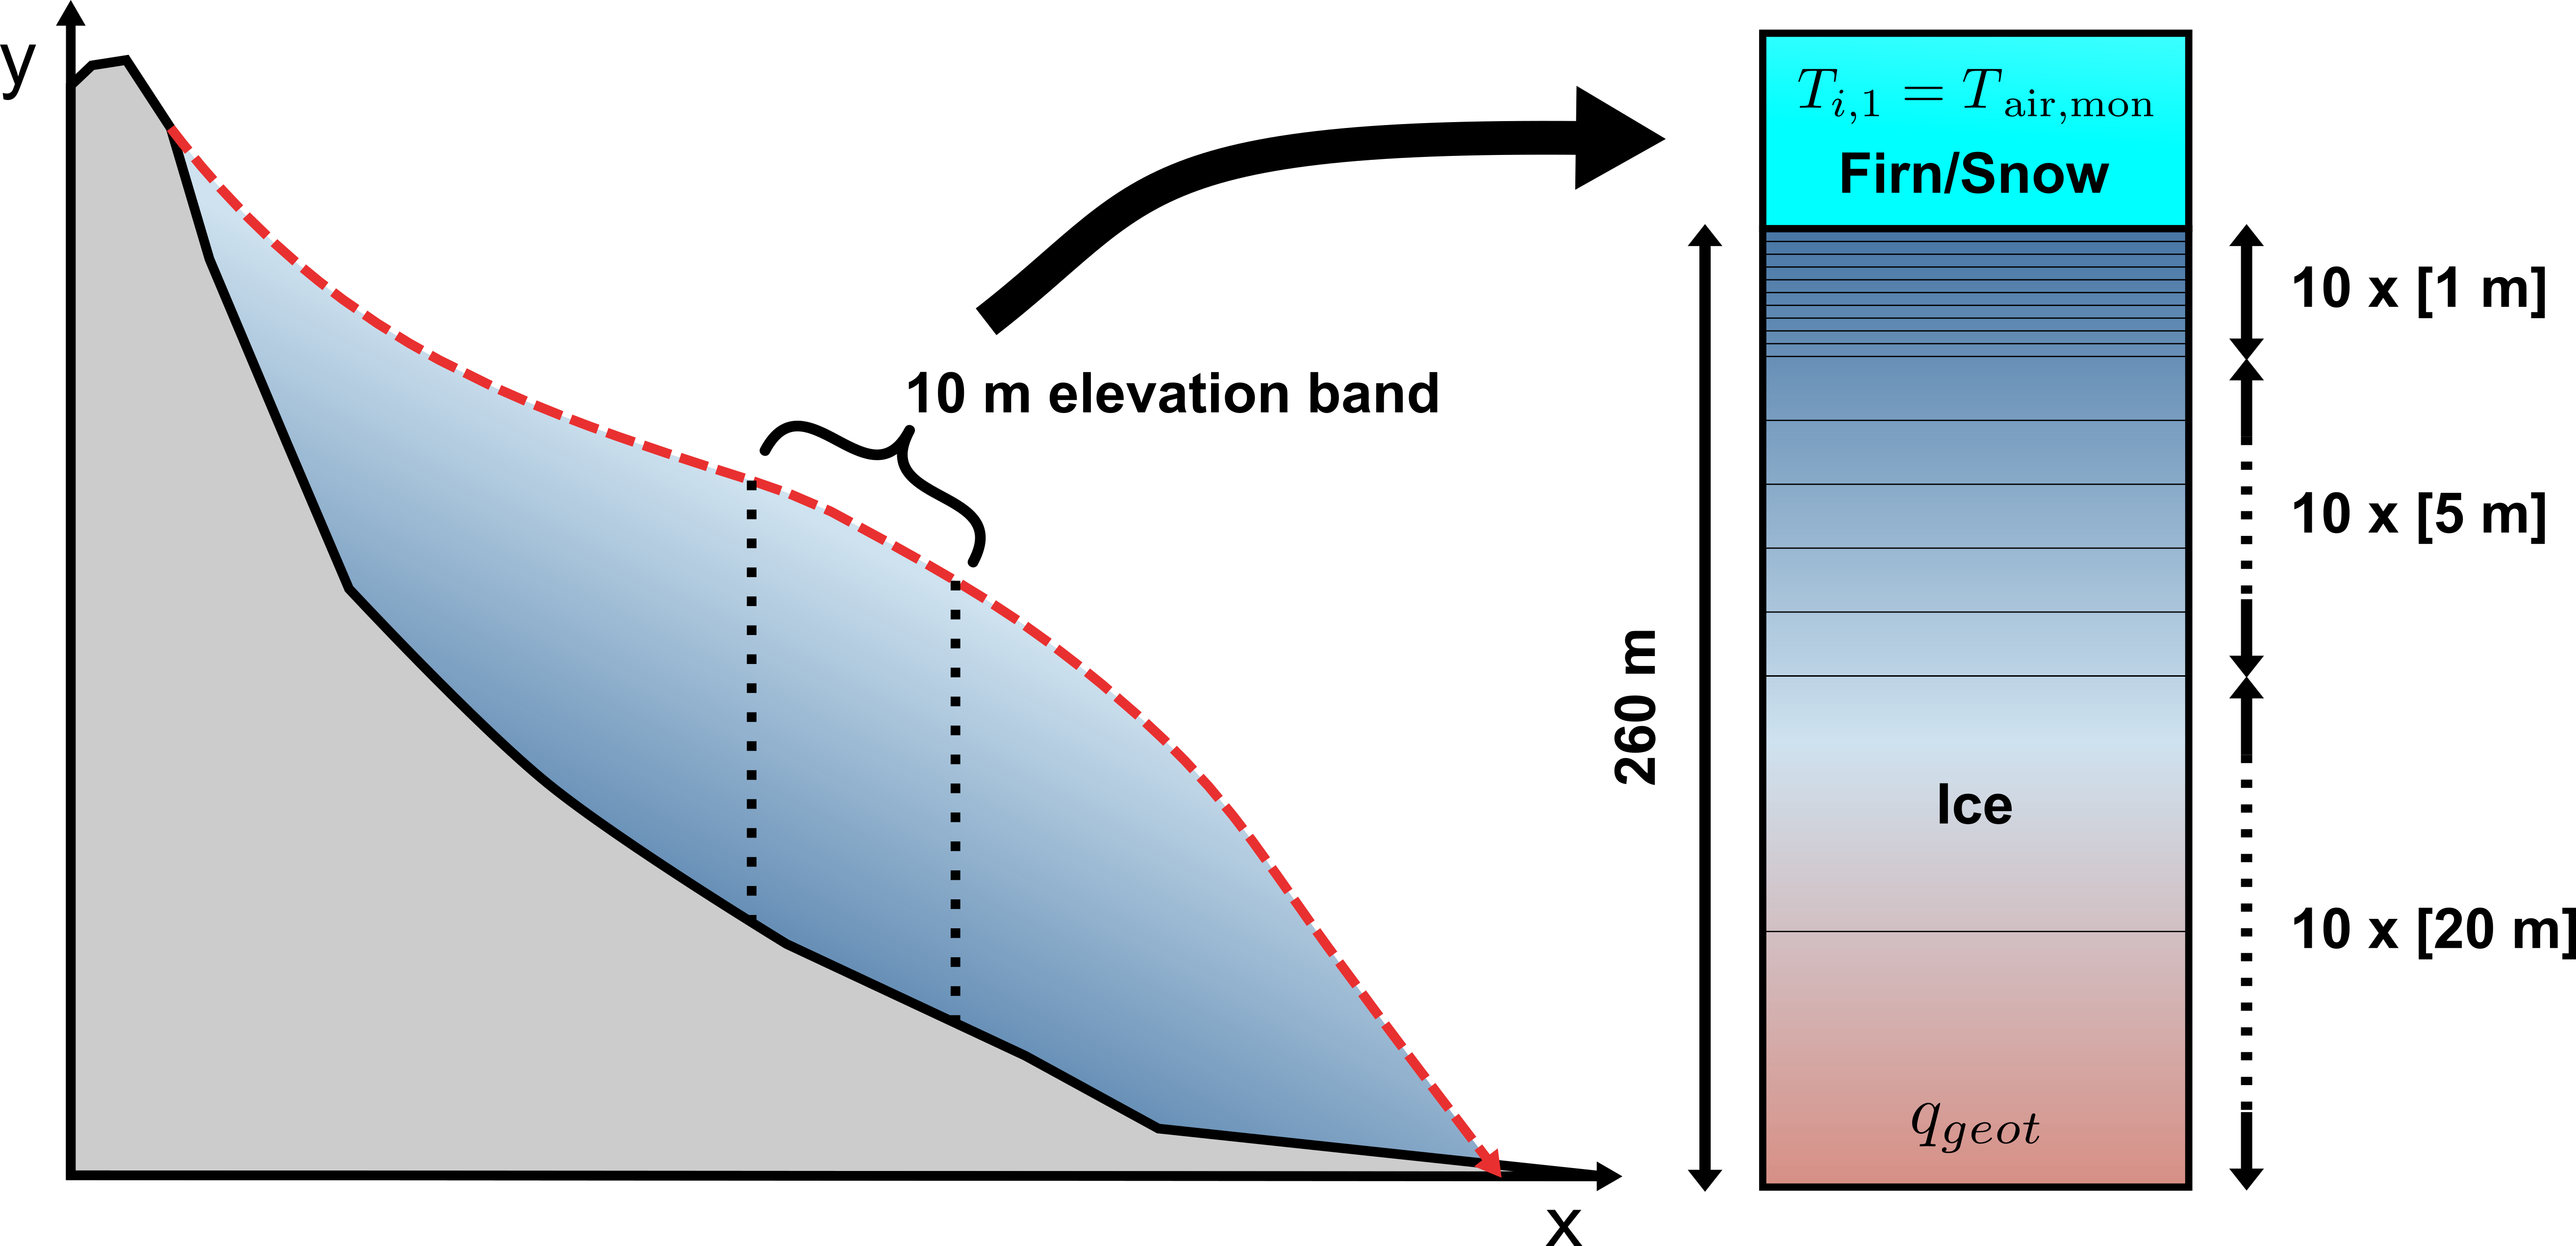 y
10 m elevation band
x
260 m
T_{i,1} = T_{air,mon}
Firn/Snow
Ice
q_{geot}
10 x [1 m]
10 x [5 m]
10 x [20 m]